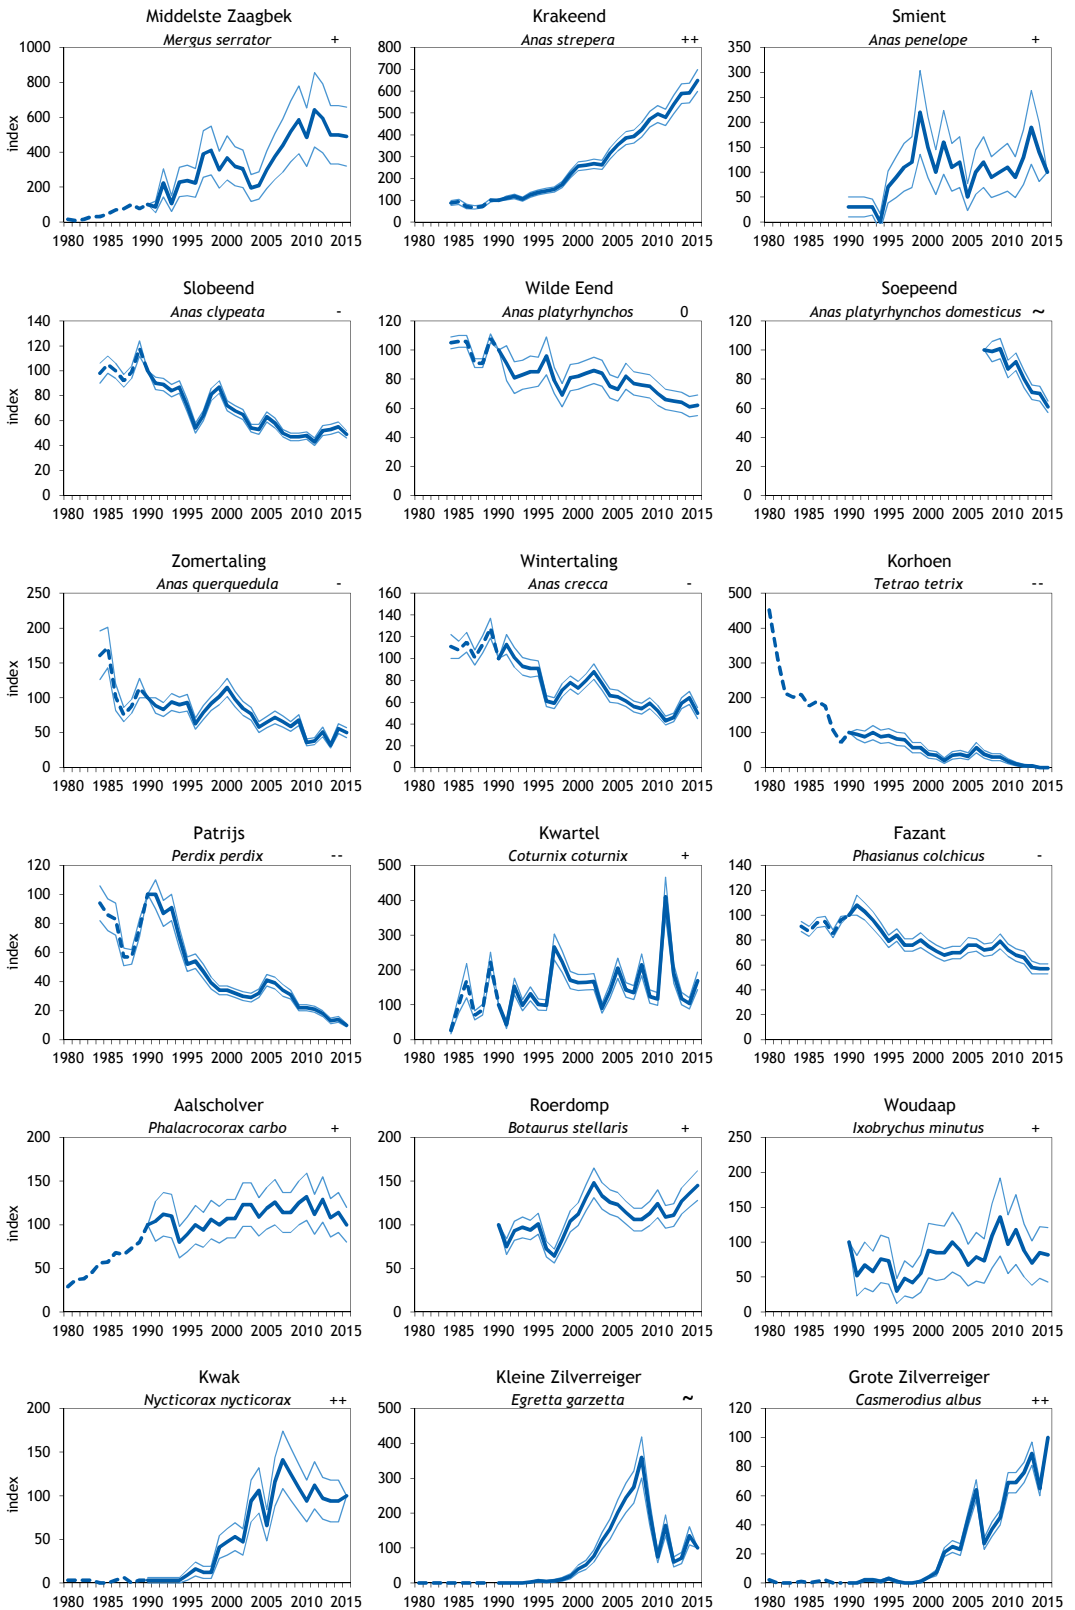 Middelste Zaagbek
Mergus serrator +
1000
800
600
400
200
0
index
1980 1985 1990 1995 2000 2005 2010 2015
Krakeend
Anas strepera ++
800
700
600
500
400
300
200
100
0
1980 1985 1990 1995 2000 2005 2010 2015
Smient
Anas penelope +
350
300
250
200
150
100
50
0
1980 1985 1990 1995 2000 2005 2010 2015
Slobeend
Anas clypeata -
140
120
100
80
60
40
20
0
index
1980 1985 1990 1995 2000 2005 2010 2015
Wilde Eend
Anas platyrhynchos 0
120
100
80
60
40
20
0
1980 1985 1990 1995 2000 2005 2010 2015
Soepeend
Anas platyrhynchos domesticus ~
120
100
80
60
40
20
0
1980 1985 1990 1995 2000 2005 2010 2015
Zomertaling
Anas querquedula -
250
200
150
100
50
0
index
1980 1985 1990 1995 2000 2005 2010 2015
Wintertaling
Anas crecca -
160
140
120
100
80
60
40
20
0
1980 1985 1990 1995 2000 2005 2010 2015
Korhoen
Tetrao tetrix --
500
400
300
200
100
0
1980 1985 1990 1995 2000 2005 2010 2015
Patrijs
Perdix perdix --
120
100
80
60
40
20
0
index
1980 1985 1990 1995 2000 2005 2010 2015
Kwartel
Coturnix coturnix +
500
400
300
200
100
0
1980 1985 1990 1995 2000 2005 2010 2015
Fazant
Phasianus colchicus -
140
120
100
80
60
40
20
0
1980 1985 1990 1995 2000 2005 2010 2015
Aalscholver
Phalacrocorax carbo +
200
150
100
50
0
index
1980 1985 1990 1995 2000 2005 2010 2015
Roerdomp
Botaurus stellaris +
200
150
100
50
0
1980 1985 1990 1995 2000 2005 2010 2015
Woudaap
Ixobrychus minutus +
250
200
150
100
50
0
1980 1985 1990 1995 2000 2005 2010 2015
Kwak
Nycticorax nycticorax ++
200
150
100
50
0
index
1980 1985 1990 1995 2000 2005 2010 2015
Kleine Zilverreiger
Egretta garzetta ~
500
400
300
200
100
0
1980 1985 1990 1995 2000 2005 2010 2015
Grote Zilverreiger
Casmerodius albus ++
120
100
80
60
40
20
0
1980 1985 1990 1995 2000 2005 2010 2015